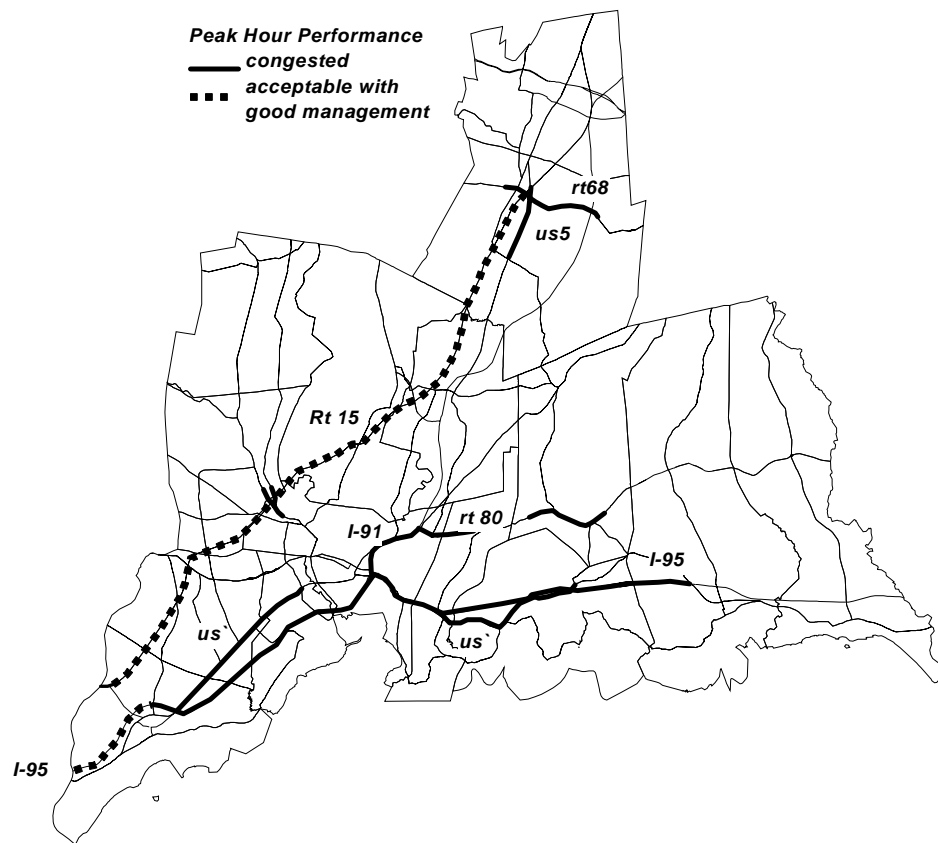 Peak Hour Performance
congested
acceptable with
good management
rt68
us5
Rt 15
I-91
rt 80
I-95
us`
us`
I-95